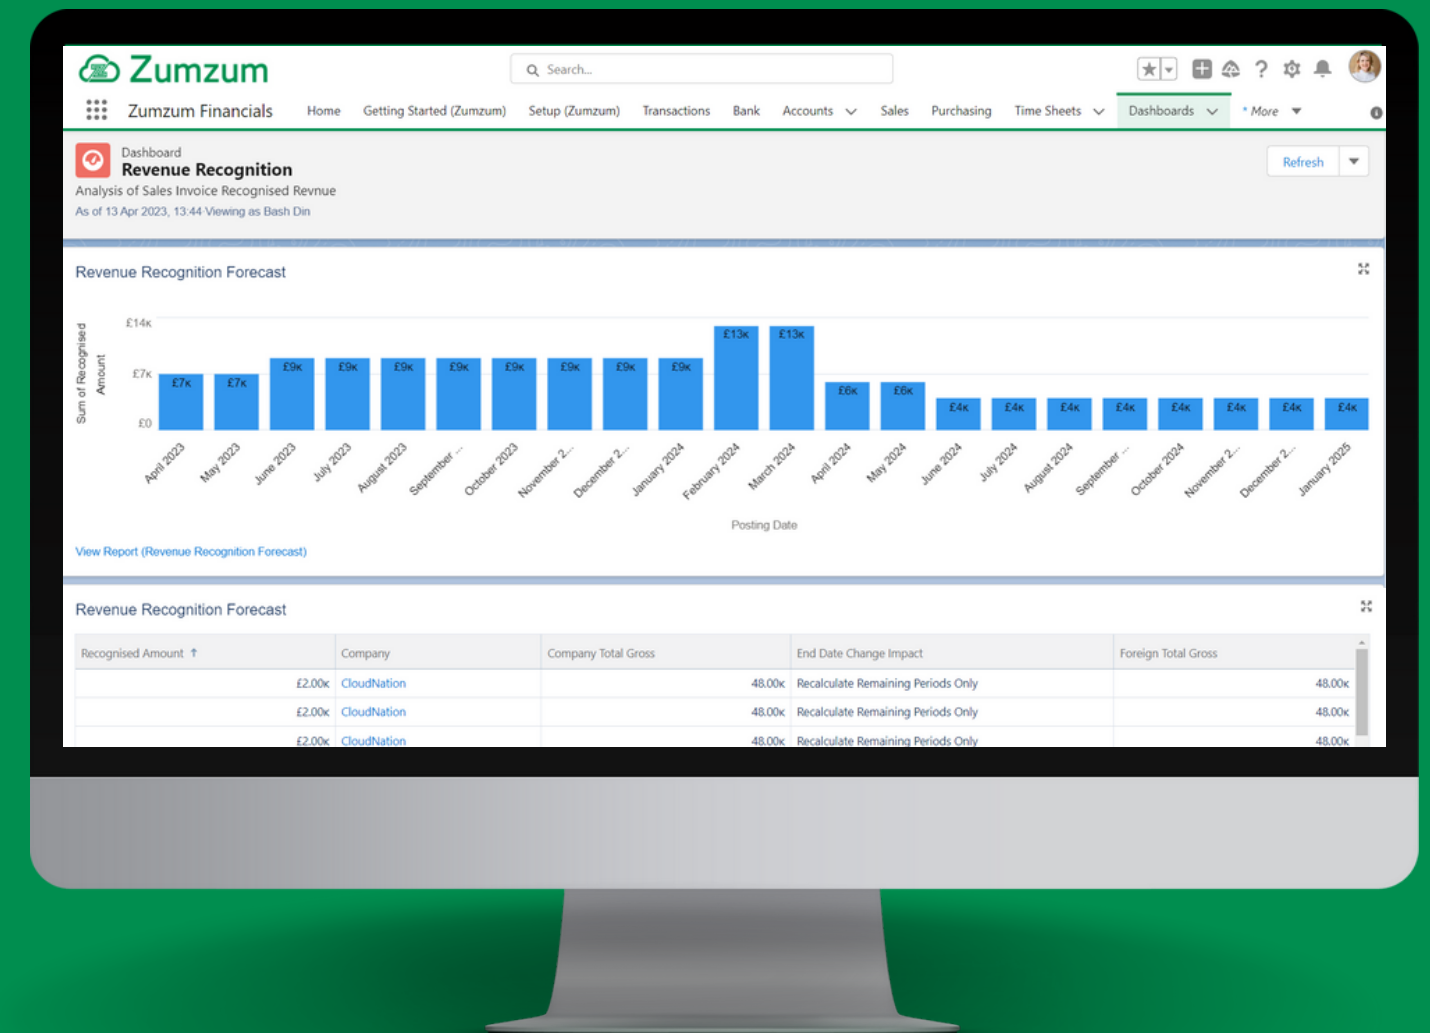 Zumzum
Search...
Zumzum Financials
Home
Getting Started (Zumzum)
Setup (Zumzum)
Transactions
Bank
Accounts
Sales
Purchasing
Time Sheets
Dashboards
* More
Dashboard
Revenue Recognition
Analysis of Sales Invoice Recognised Revnue
As of 13 Apr 2023, 13:44·Viewing as Bash Din
Refresh
Revenue Recognition Forecast
Sum of Recognised
Amount
£14K
£7K
£0
£7K £7K £9K £9K £9K £9K £9K £9K £9K £9K £13K £13K £6K £6K £4K £4K £4K £4K £4K £4K £4K £4K
April 2023
May 2023
June 2023
July 2023
August 2023
September ...
October 2023
November 2...
December 2...
January 2024
February 2024
March 2024
April 2024
May 2024
June 2024
July 2024
August 2024
September ...
October 2024
November 2...
December 2...
January 2025
Posting Date
View Report (Revenue Recognition Forecast)
Revenue Recognition Forecast
Recognised Amount ↑ Company Company Total Gross End Date Change Impact Foreign Total Gross
£2.00K CloudNation 48.00K Recalculate Remaining Periods Only 48.00K
£2.00K CloudNation 48.00K Recalculate Remaining Periods Only 48.00K
£2.00K CloudNation 48.00K Recalculate Remaining Periods Only 48.00K